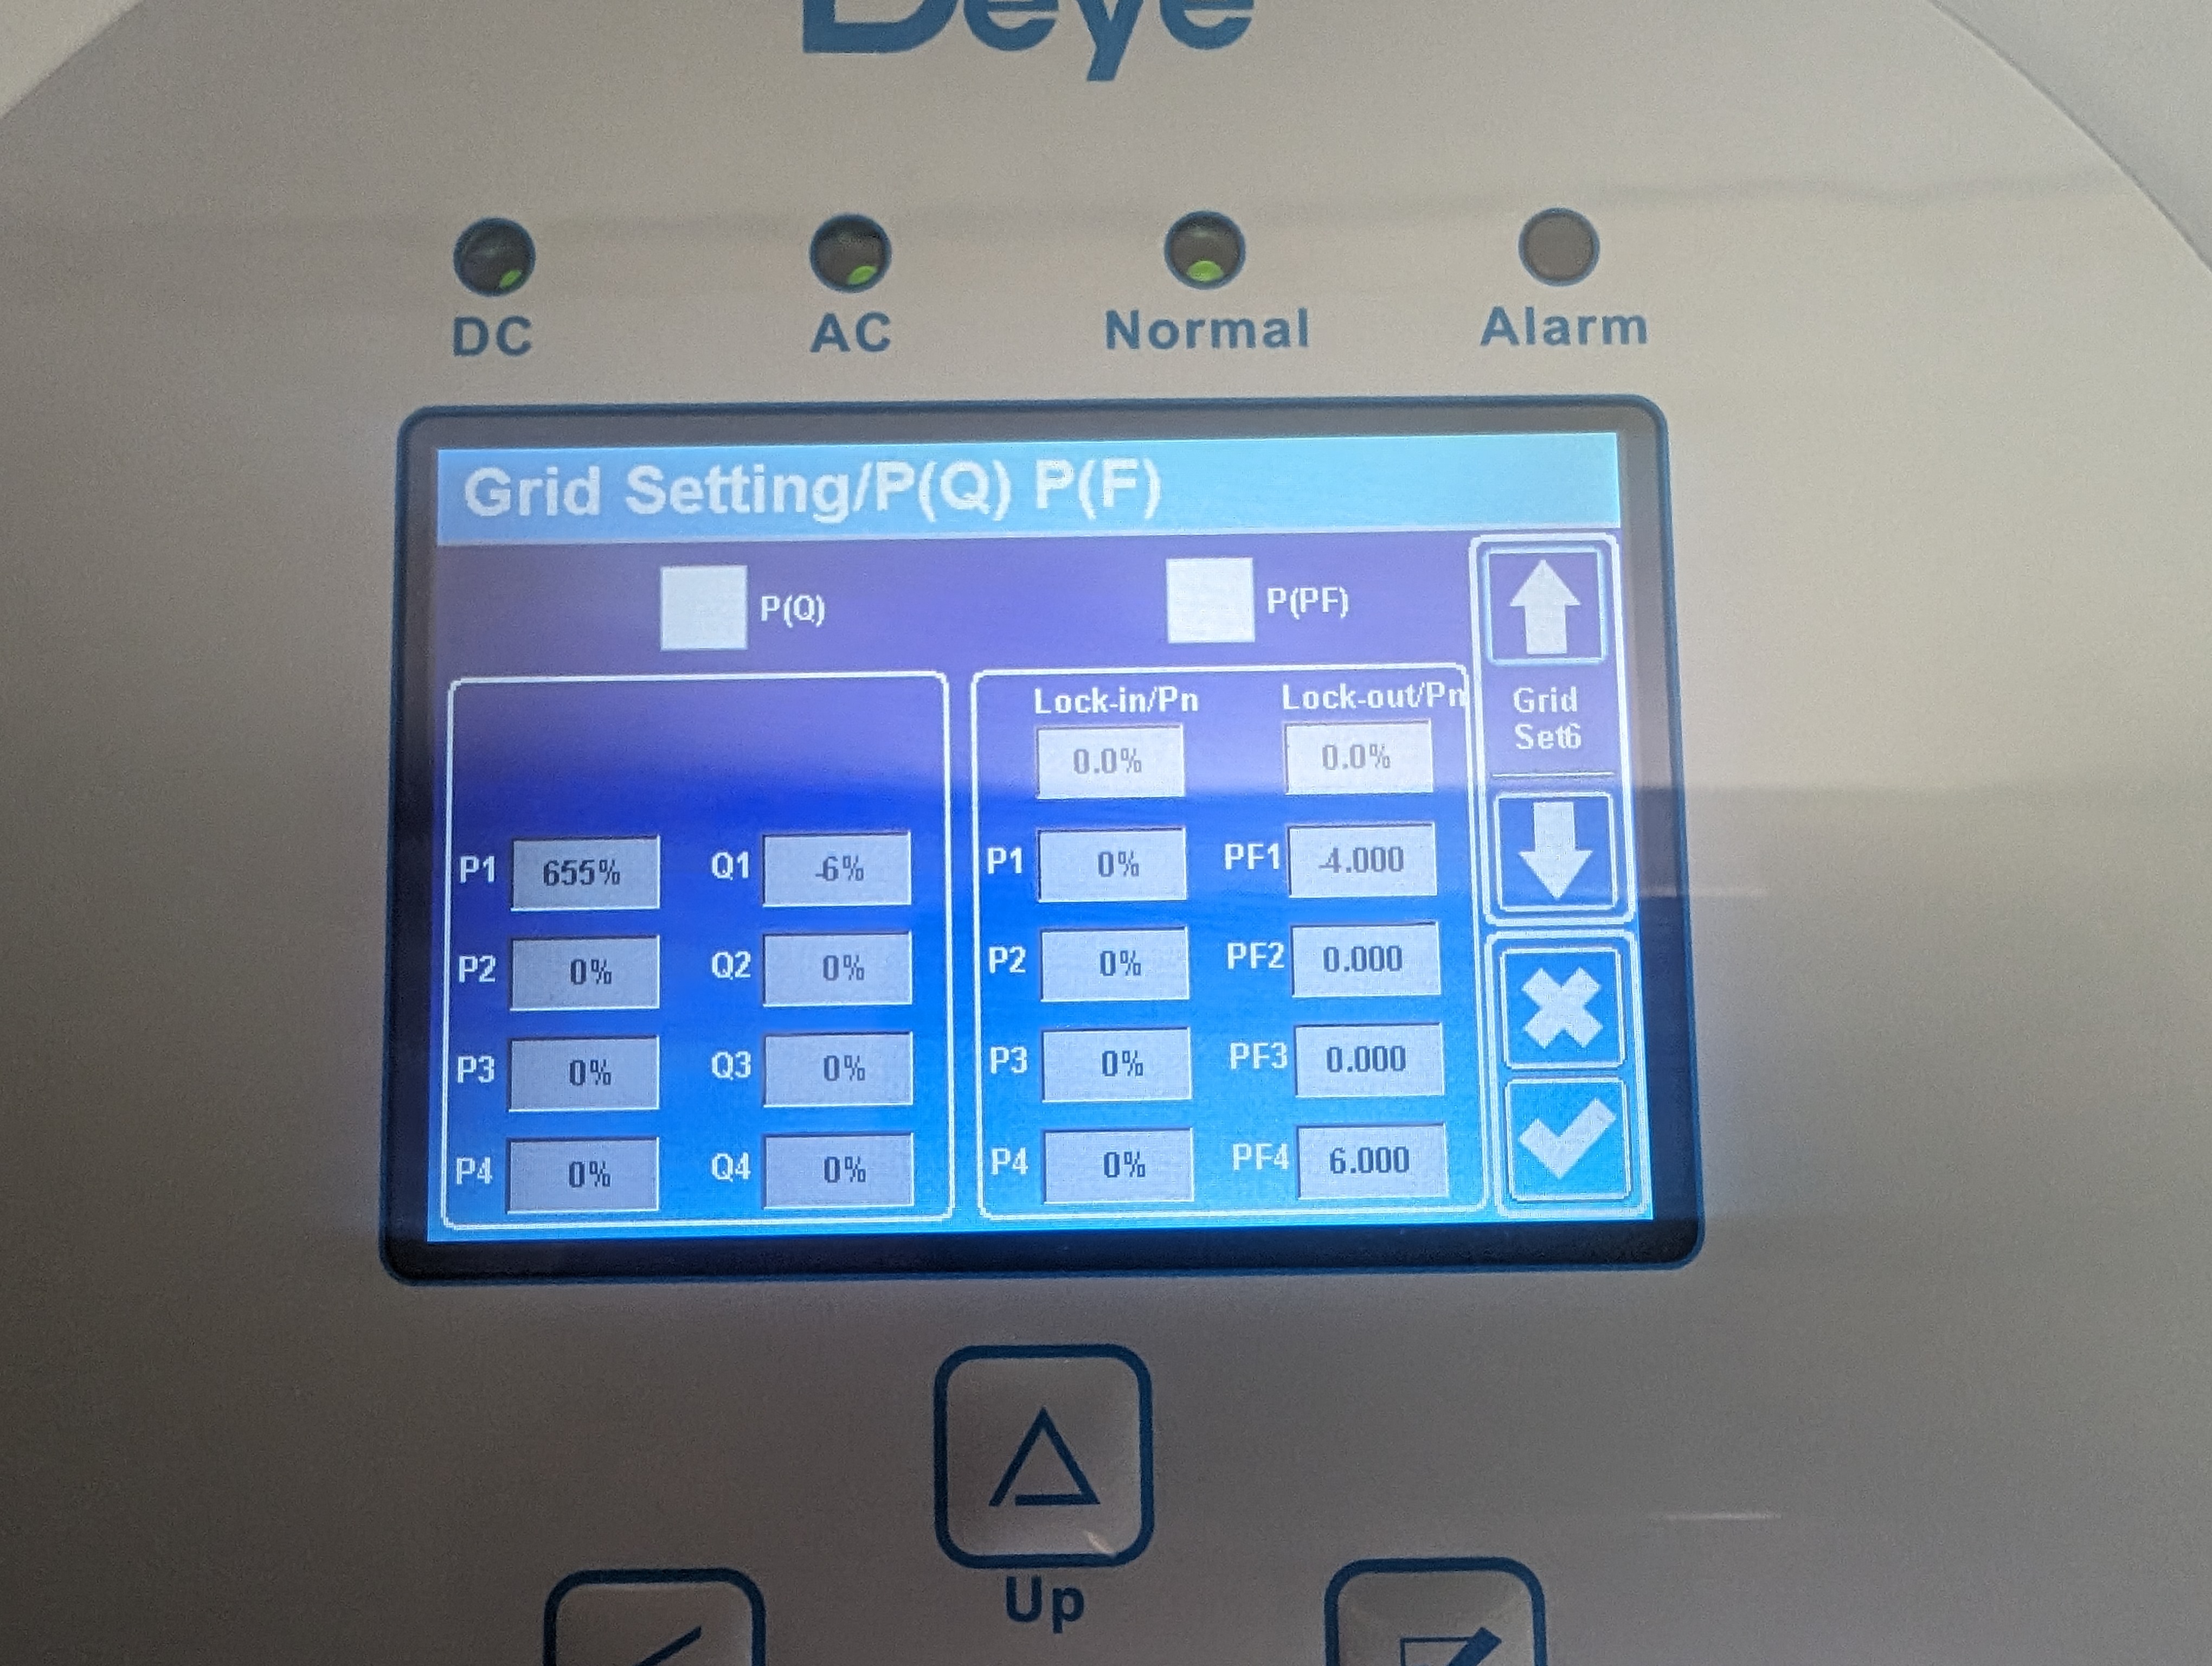 Deye
DC AC Normal Alarm
Grid Setting/P(Q) P(F)
P(Q) P(PF)
Lock-in/Pn Lock-out/Pn
0.0% 0.0%
Grid
Set6
P1 655% Q1 -6% P1 0% PF1 -4.000
P2 0% Q2 0% P2 0% PF2 0.000
P3 0% Q3 0% P3 0% PF3 0.000
P4 0% Q4 0% P4 0% PF4 6.000
Up